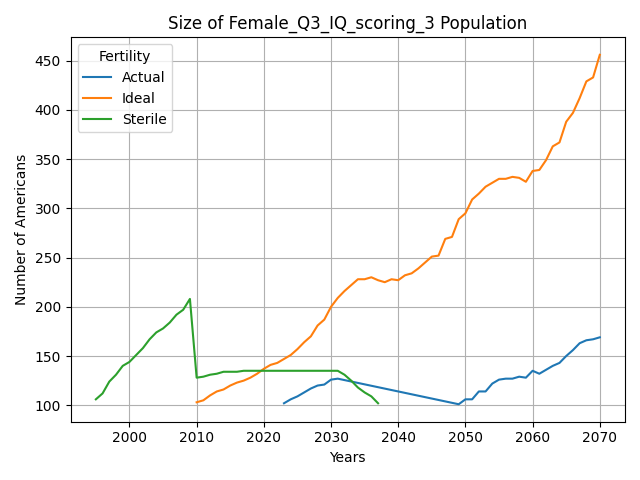 Size of Female_Q3_IQ_scoring_3 Population
Fertility
Actual
Ideal
Sterile
Number of Americans
450
400
350
300
250
200
150
100
2000
2010
2020
2030
2040
2050
2060
2070
Years